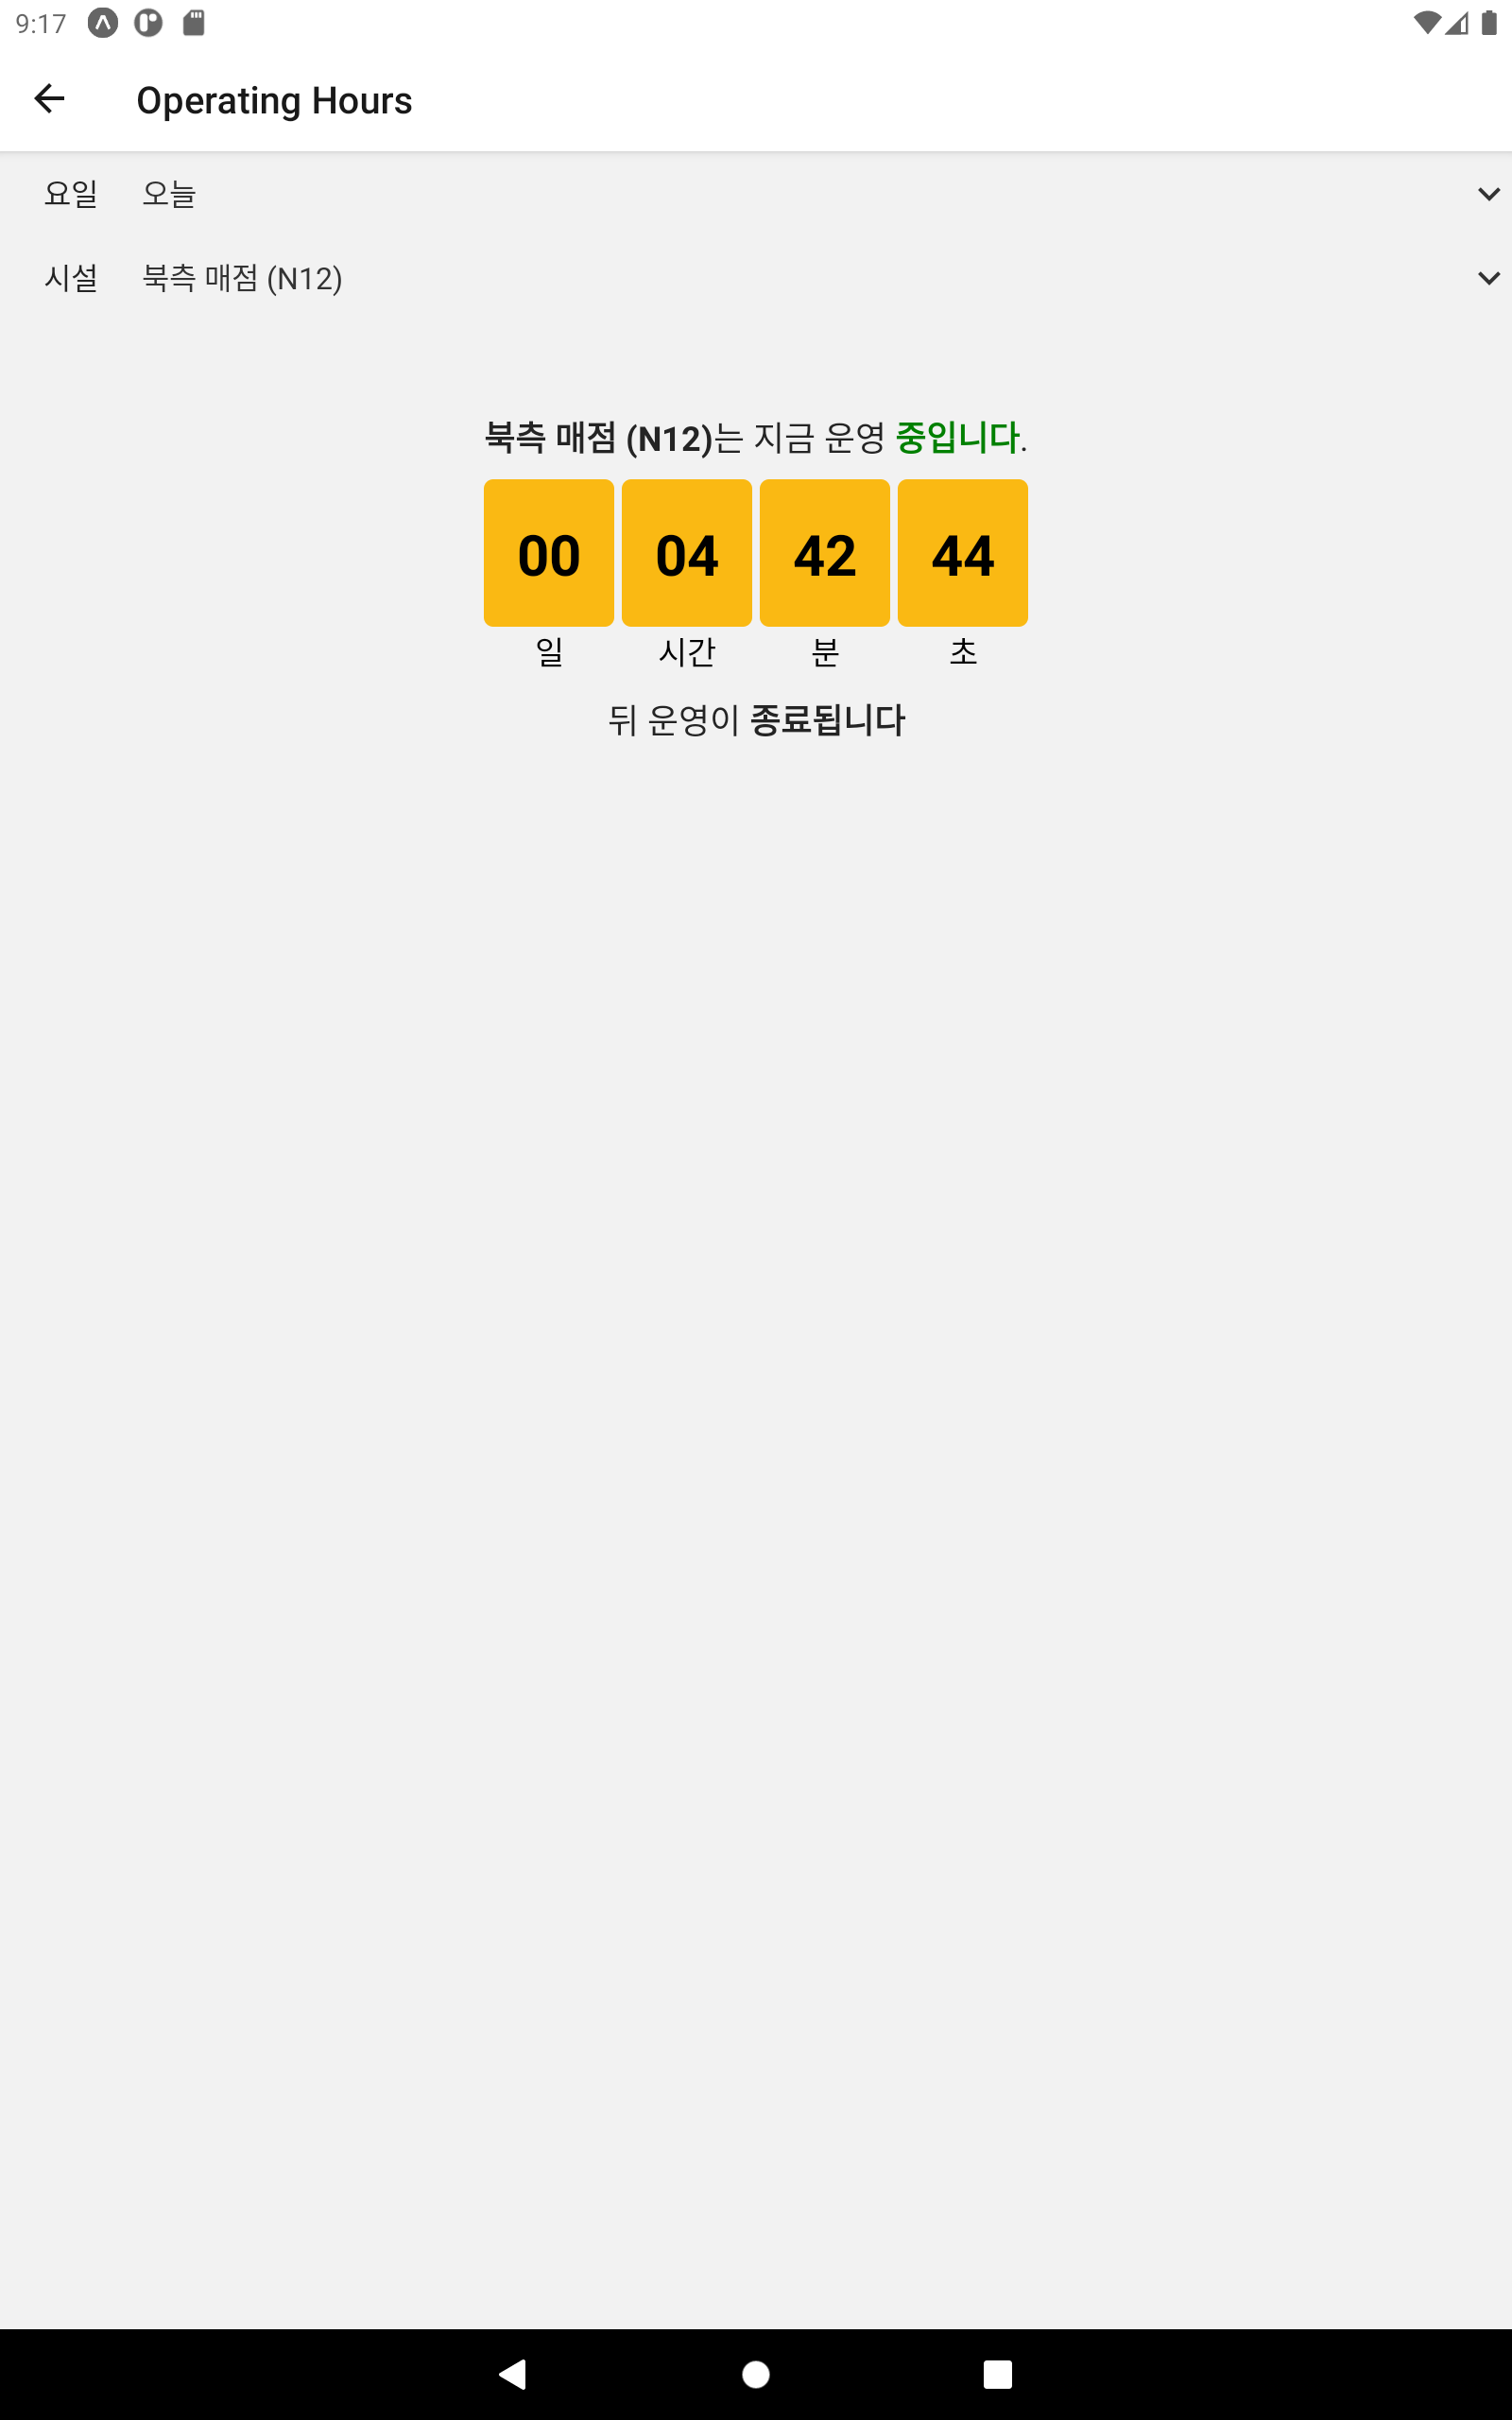 9:17
Operating Hours
요일 오늘
시설 북측 매점 (N12)
북측 매점 (N12)는 지금 운영 중입니다.
00 04 42 44
일 시간 분 초
뒤 운영이 종료됩니다